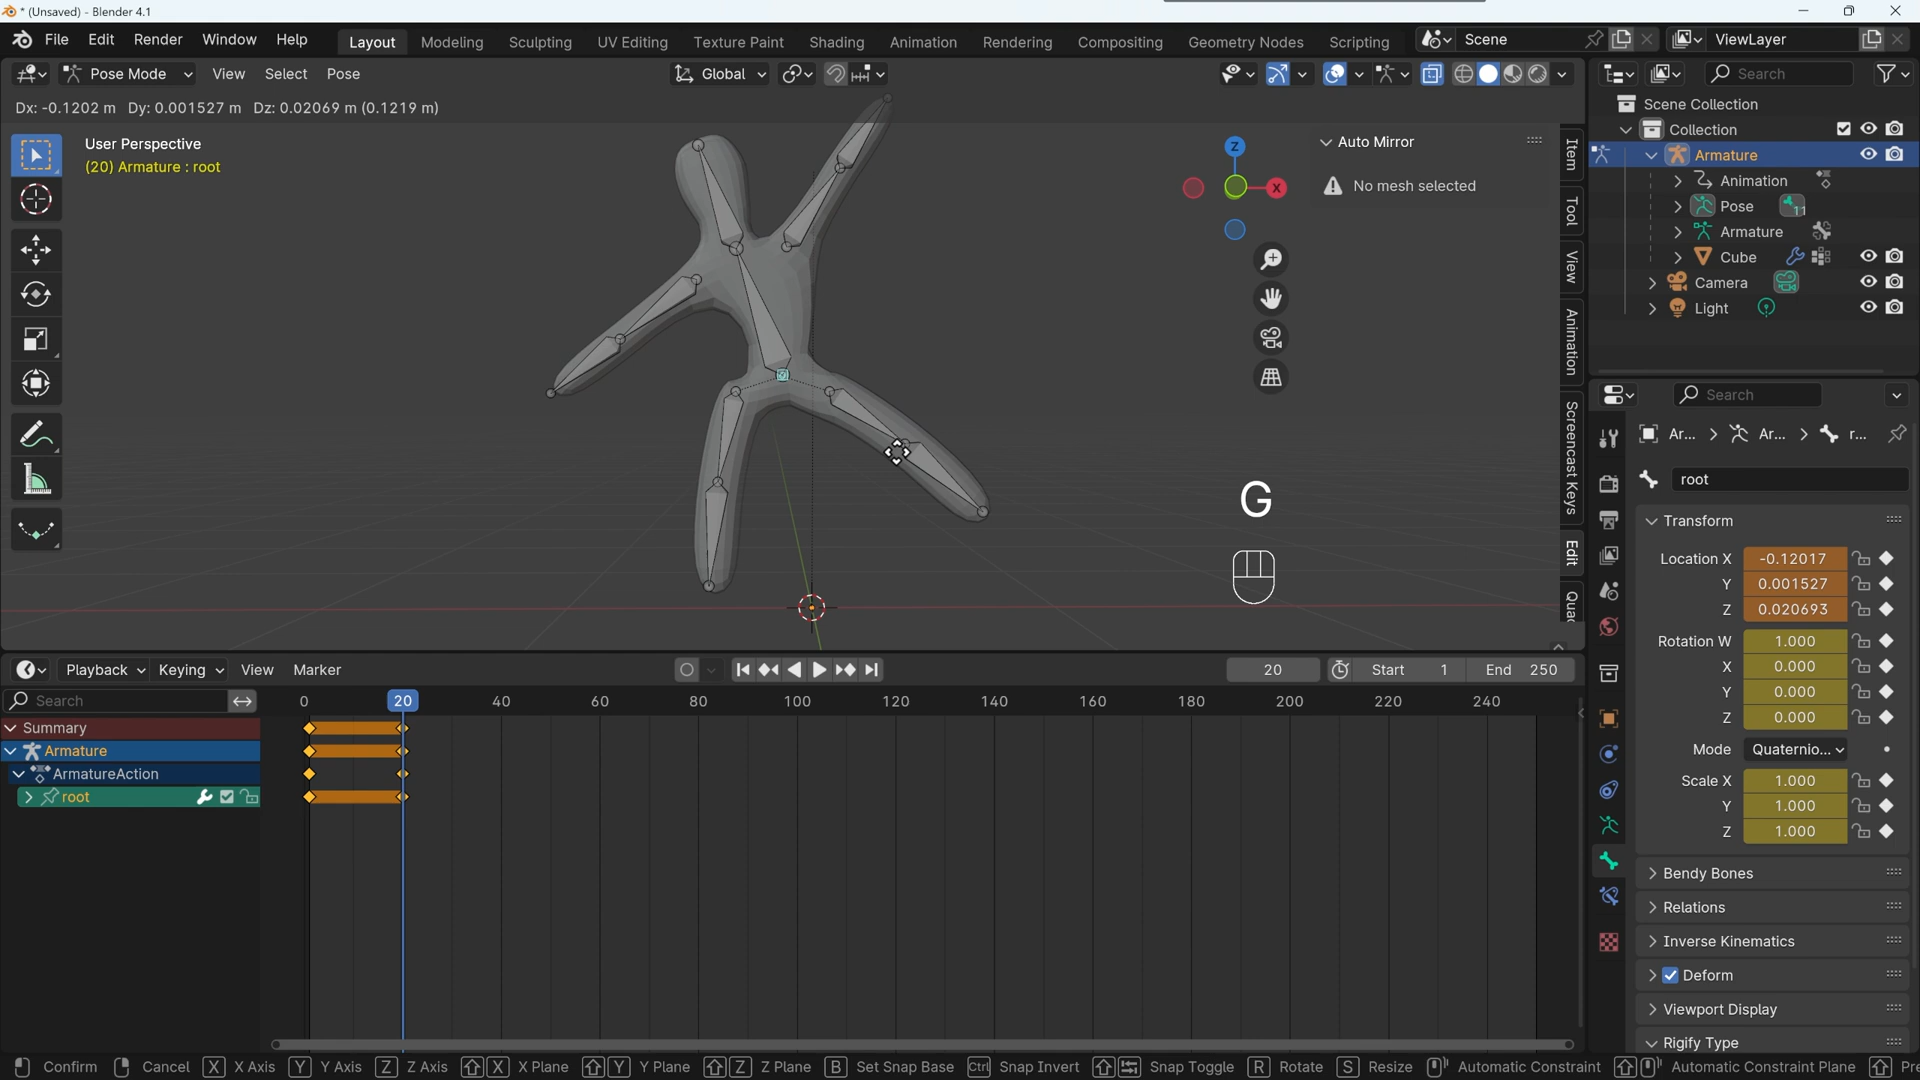 * (Unsaved) - Blender 4.1
File Edit Render Window Help Layout Modeling Sculpting UV Editing Texture Paint Shading Animation Rendering Compositing Geometry Nodes Scripting Scene ViewLayer
Pose Mode View Select Pose Global Search
Dx: -0.1202 m Dy: 0.001527 m Dz: 0.02069 m (0.1219 m)
User Perspective
(20) Armature : root
Auto Mirror
No mesh selected
Z
X
Item
Tool
View
Animation
Screencast Keys
Edit
Quad
G
Scene Collection
Collection
Armature
Animation
Pose 11
Armature
Cube
Camera
Light
Search
Ar... Ar... r...
root
Transform
Location X -0.12017
Y 0.001527
Z 0.020693
Rotation W 1.000
X 0.000
Y 0.000
Z 0.000
Mode Quaternio...
Scale X 1.000
Y 1.000
Z 1.000
Bendy Bones
Relations
Inverse Kinematics
Deform
Viewport Display
Rigify Type
Playback Keying View Marker 20 Start 1 End 250
Search 0 20 40 60 80 100 120 140 160 180 200 220 240
Summary
Armature
ArmatureAction
root
Confirm Cancel X X Axis Y Y Axis Z Z Axis X X Plane Y Y Plane Z Z Plane B Set Snap Base Ctrl Snap Invert Snap Toggle R Rotate S Resize Automatic Constraint Automatic Constraint Plane Pre